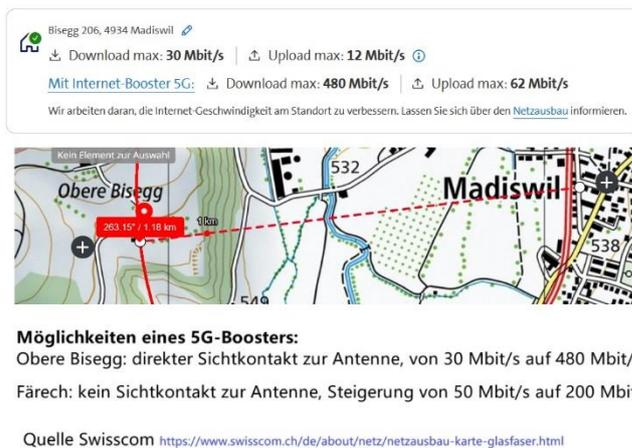 Bisegg 206, 4934 Madiswil
Download max: 30 Mbit/s Upload max: 12 Mbit/s
Mit Internet-Booster 5G: Download max: 480 Mbit/s Upload max: 62 Mbit/s
Wir arbeiten daran, die Internet-Geschwindigkeit am Standort zu verbessern. Lassen Sie sich über den Netzausbau informieren.
Kein Element zur Auswahl
532
Obere Bisegg
Madiswil
1 km
263.15° / 1.18 km
538
549
Möglichkeiten eines 5G-Boosters:
Obere Bisegg: direkter Sichtkontakt zur Antenne, von 30 Mbit/s auf 480 Mbit/
Färech: kein Sichtkontakt zur Antenne, Steigerung von 50 Mbit/s auf 200 Mbi
Quelle Swisscom https://www.swisscom.ch/de/about/netz/netzausbau-karte-glasfaser.html